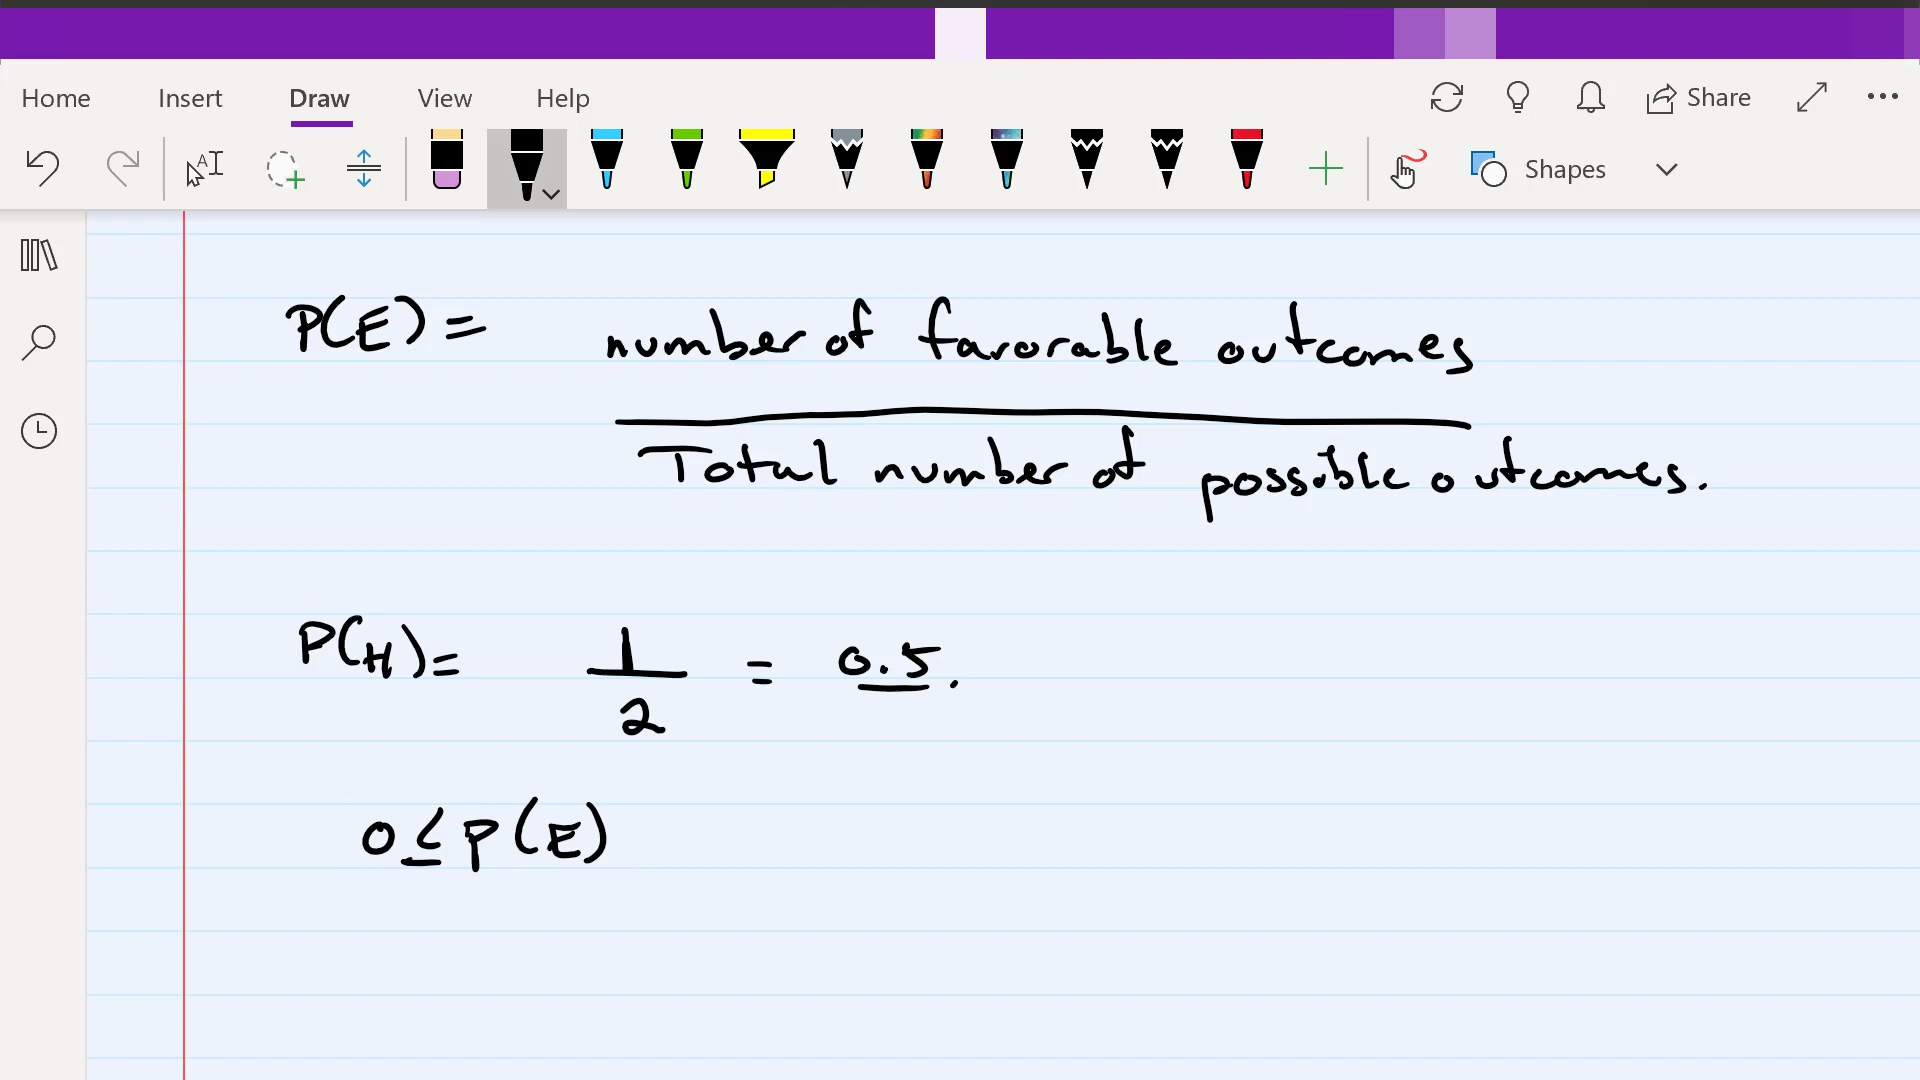 Home Insert Draw View Help Share
Shapes
P(E) = number of favorable outcomes
Total number of possible outcomes.
P(H) = 1/2 = 0.5.
0 ≤ P(E)